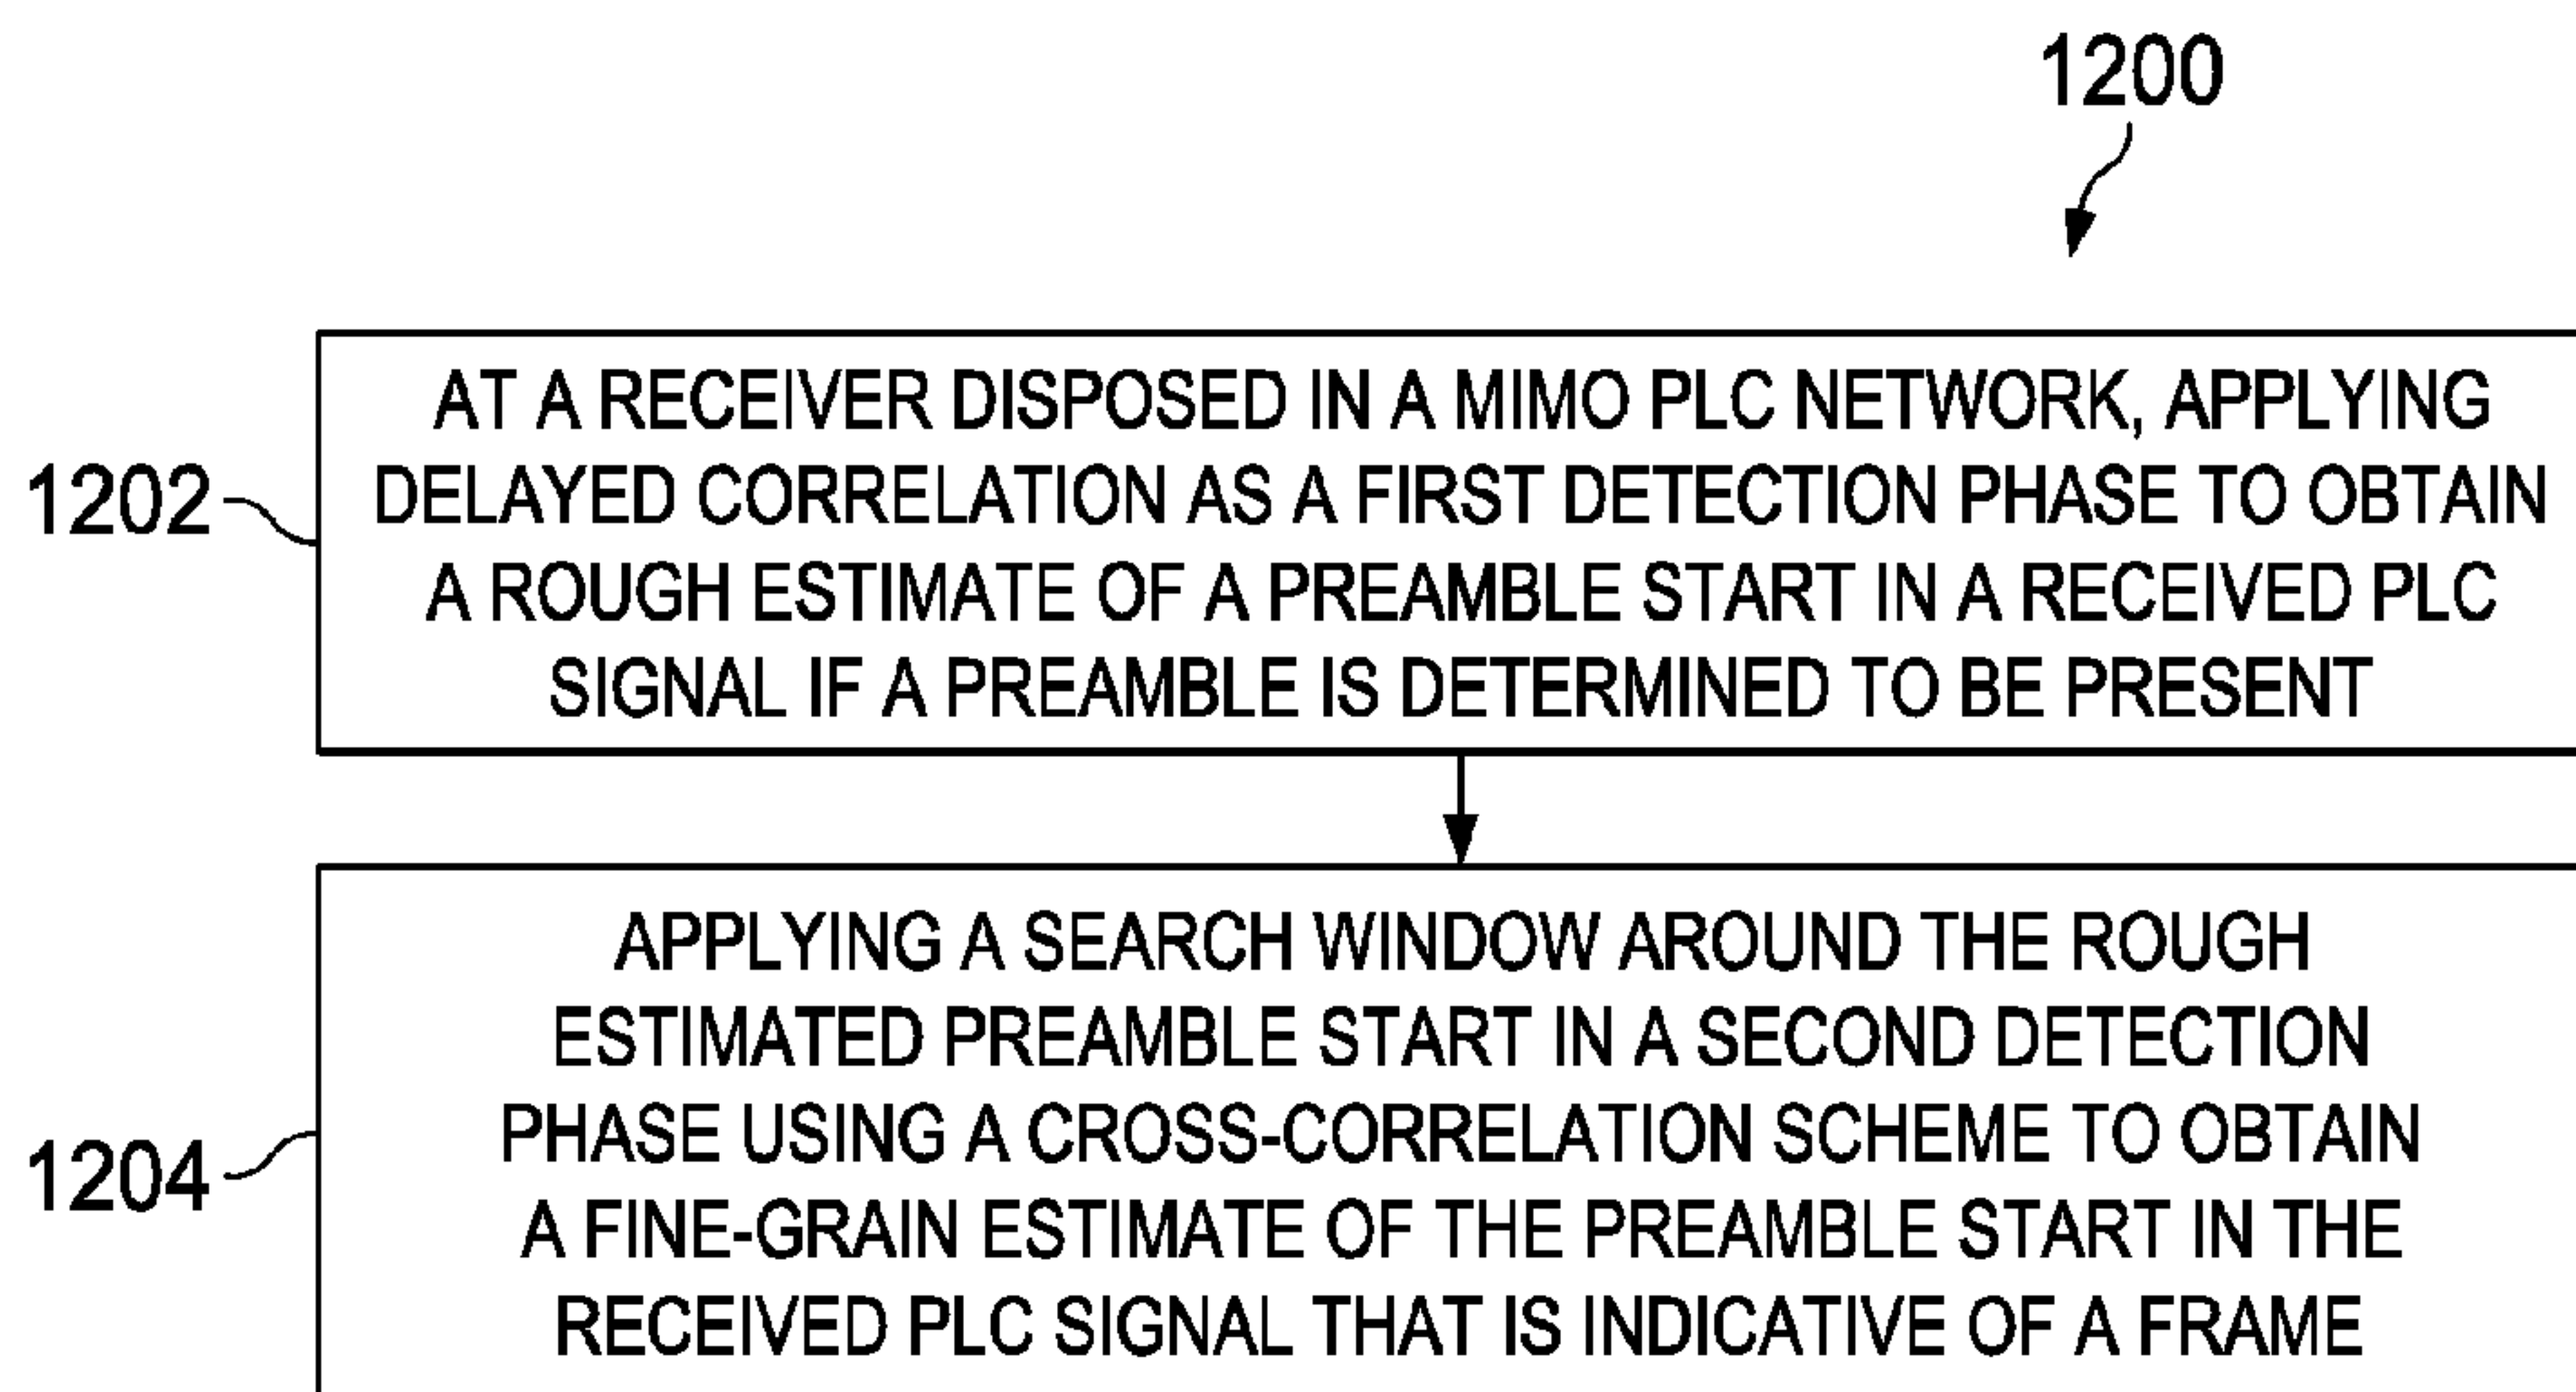 1200
1202
AT A RECEIVER DISPOSED IN A MIMO PLC NETWORK, APPLYING
DELAYED CORRELATION AS A FIRST DETECTION PHASE TO OBTAIN
A ROUGH ESTIMATE OF A PREAMBLE START IN A RECEIVED PLC
SIGNAL IF A PREAMBLE IS DETERMINED TO BE PRESENT
1204
APPLYING A SEARCH WINDOW AROUND THE ROUGH
ESTIMATED PREAMBLE START IN A SECOND DETECTION
PHASE USING A CROSS-CORRELATION SCHEME TO OBTAIN
A FINE-GRAIN ESTIMATE OF THE PREAMBLE START IN THE
RECEIVED PLC SIGNAL THAT IS INDICATIVE OF A FRAME